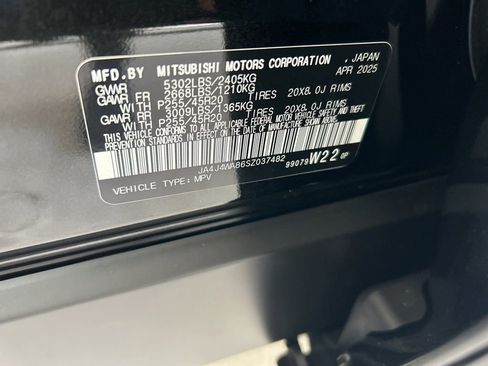 MFD.BY MITSUBISHI MOTORS CORPORATION , JAPAN
GVWR 5302LBS/2405KG APR 2025
GAWR FR 2668LBS/1210KG
WITH P255/45R20 TIRES 20X8.0J RIMS
GAWR RR 3009LBS/1365KG
WITH P255/45R20 TIRES 20X8.0J RIMS
THIS VEHICLE CONFORMS TO ALL APPLICABLE
FEDERAL MOTOR VEHICLE SAFETY AND
THEFT PREVENTION STANDARDS IN EFFECT ON
THE DATE OF MANUFACTURE SHOWN ABOVE.
JA4J4WA86SZ037482
VEHICLE TYPE:MPV 99079 W22 0P